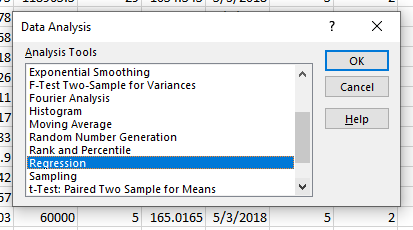 Data Analysis ? ×
Analysis Tools
Exponential Smoothing
F-Test Two-Sample for Variances
Fourier Analysis
Histogram
Moving Average
Random Number Generation
Rank and Percentile
Regression
Sampling
t-Test: Paired Two Sample for Means
OK
Cancel
Help
03 60000 5 165.0165 5/3/2018 5 2